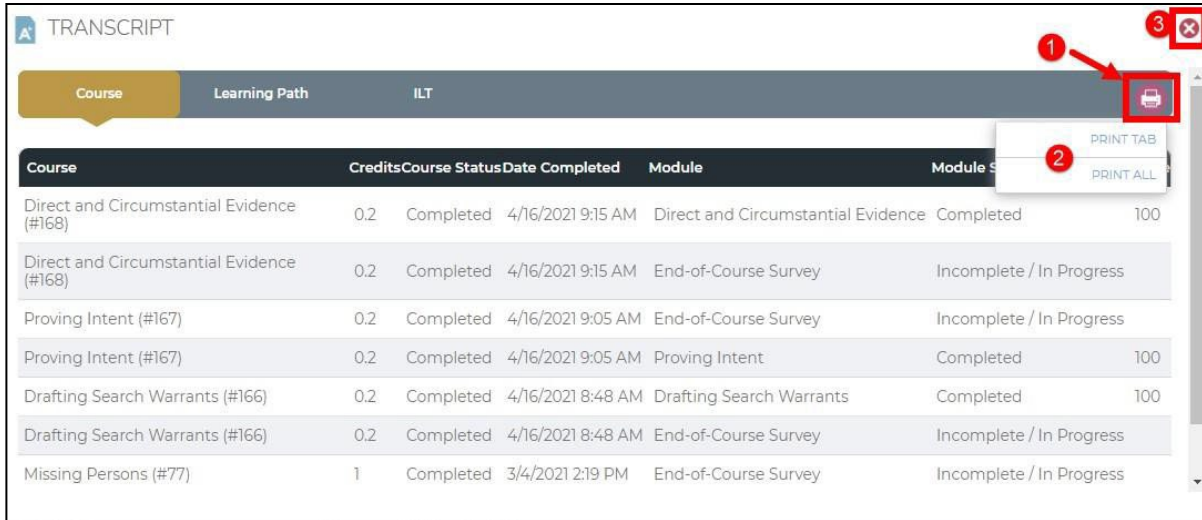 TRANSCRIPT
3
1
Course Learning Path ILT
PRINT TAB
2
PRINT ALL
Course Credits Course Status Date Completed Module Module S e
Direct and Circumstantial Evidence
(#168) 0.2 Completed 4/16/2021 9:15 AM Direct and Circumstantial Evidence Completed 100
Direct and Circumstantial Evidence
(#168) 0.2 Completed 4/16/2021 9:15 AM End-of-Course Survey Incomplete / In Progress
Proving Intent (#167) 0.2 Completed 4/16/2021 9:05 AM End-of-Course Survey Incomplete / In Progress
Proving Intent (#167) 0.2 Completed 4/16/2021 9:05 AM Proving Intent Completed 100
Drafting Search Warrants (#166) 0.2 Completed 4/16/2021 8:48 AM Drafting Search Warrants Completed 100
Drafting Search Warrants (#166) 0.2 Completed 4/16/2021 8:48 AM End-of-Course Survey Incomplete / In Progress
Missing Persons (#77) 1 Completed 3/4/2021 2:19 PM End-of-Course Survey Incomplete / In Progress